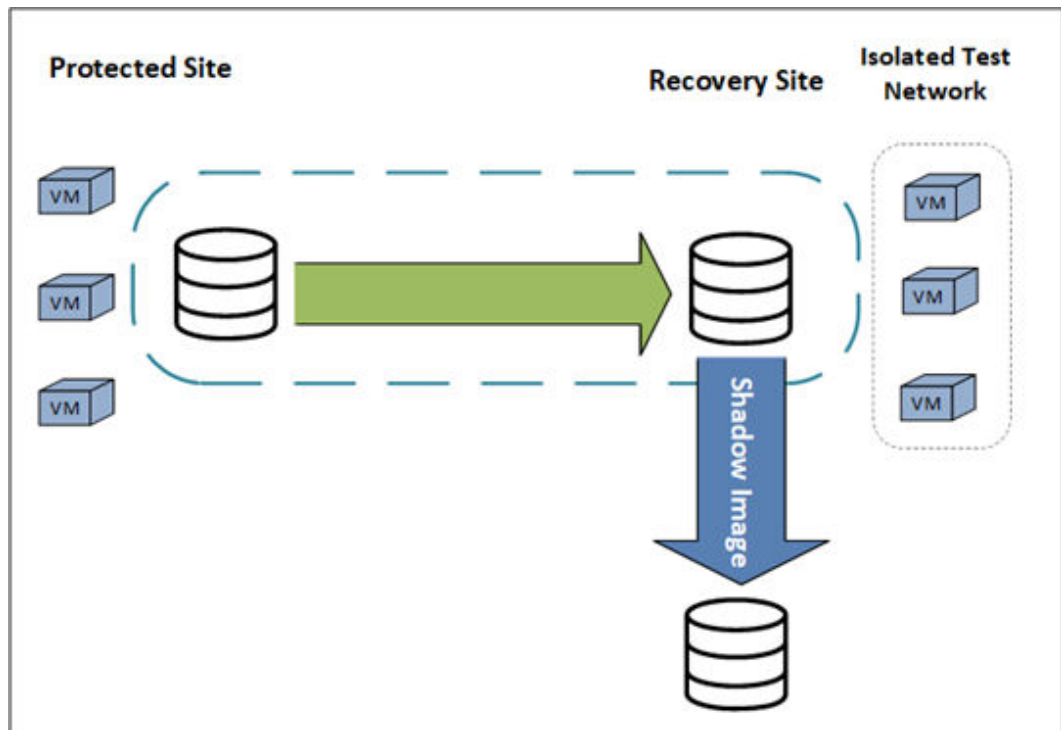 Protected Site
Recovery Site
Isolated Test
Network
VM
VM
VM
VM
VM
VM
Shadow Image